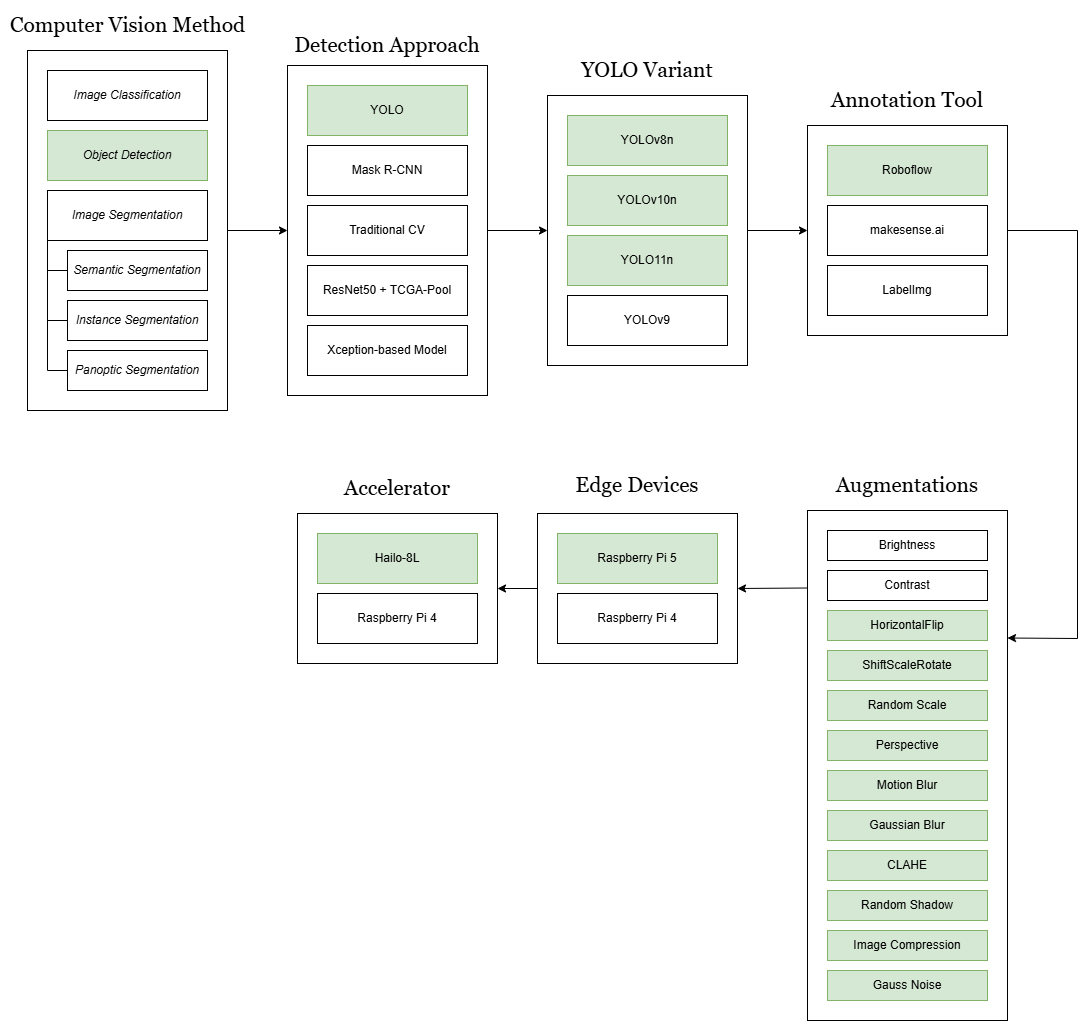 Computer Vision Method
Image Classification
Object Detection
Image Segmentation
Semantic Segmentation
Instance Segmentation
Panoptic Segmentation
Detection Approach
YOLO
Mask R-CNN
Traditional CV
ResNet50 + TCGA-Pool
Xception-based Model
YOLO Variant
YOLOv8n
YOLOv10n
YOLO11n
YOLOv9
Annotation Tool
Roboflow
makesense.ai
LabelImg
Accelerator
Hailo-8L
Raspberry Pi 4
Edge Devices
Raspberry Pi 5
Raspberry Pi 4
Augmentations
Brightness
Contrast
HorizontalFlip
ShiftScaleRotate
Random Scale
Perspective
Motion Blur
Gaussian Blur
CLAHE
Random Shadow
Image Compression
Gauss Noise